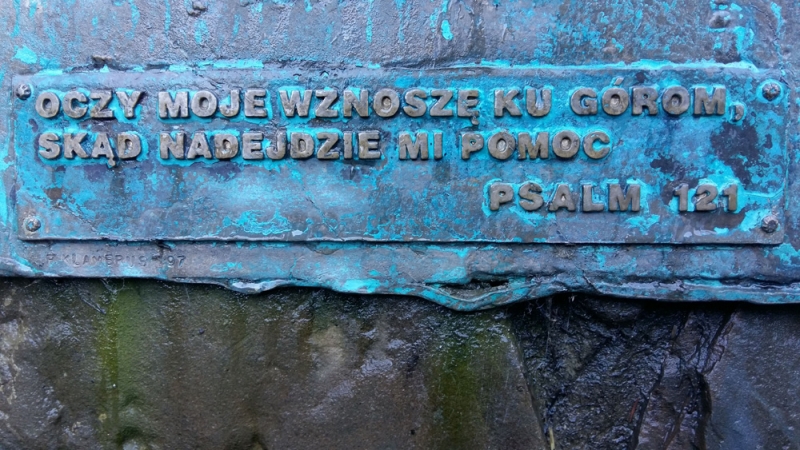 OCZY MOJE WZNOSZĘ KU GÓROM,
SKĄD NADEJDZIE MI POMOC
PSALM 121